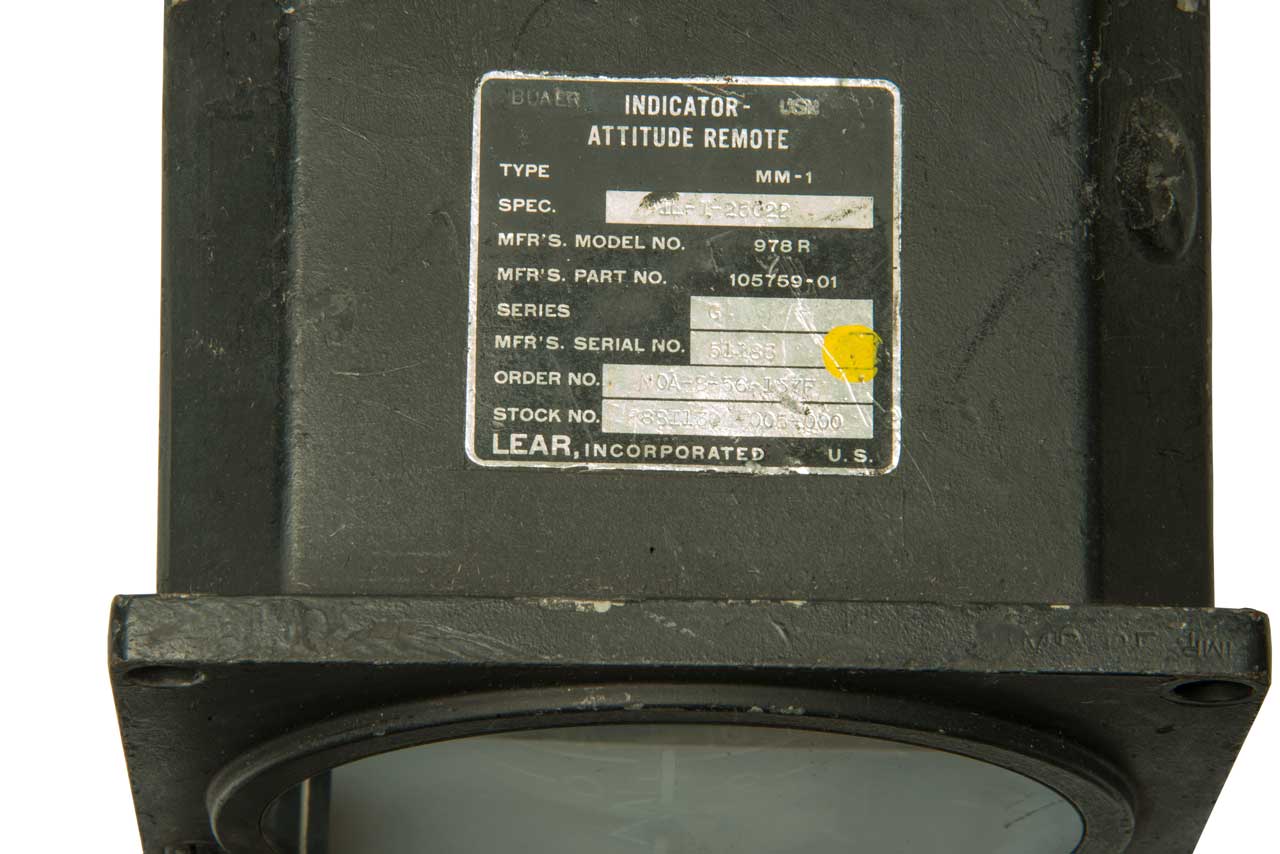 BUAER INDICATOR- USN
ATTITUDE REMOTE
TYPE MM-1
SPEC.
MFR'S. MODEL NO. 978 R
MFR'S. PART NO. 105759-01
SERIES G
MFR'S. SERIAL NO. 51185
ORDER NO.
STOCK NO.
LEAR, INCORPORATED U. S.